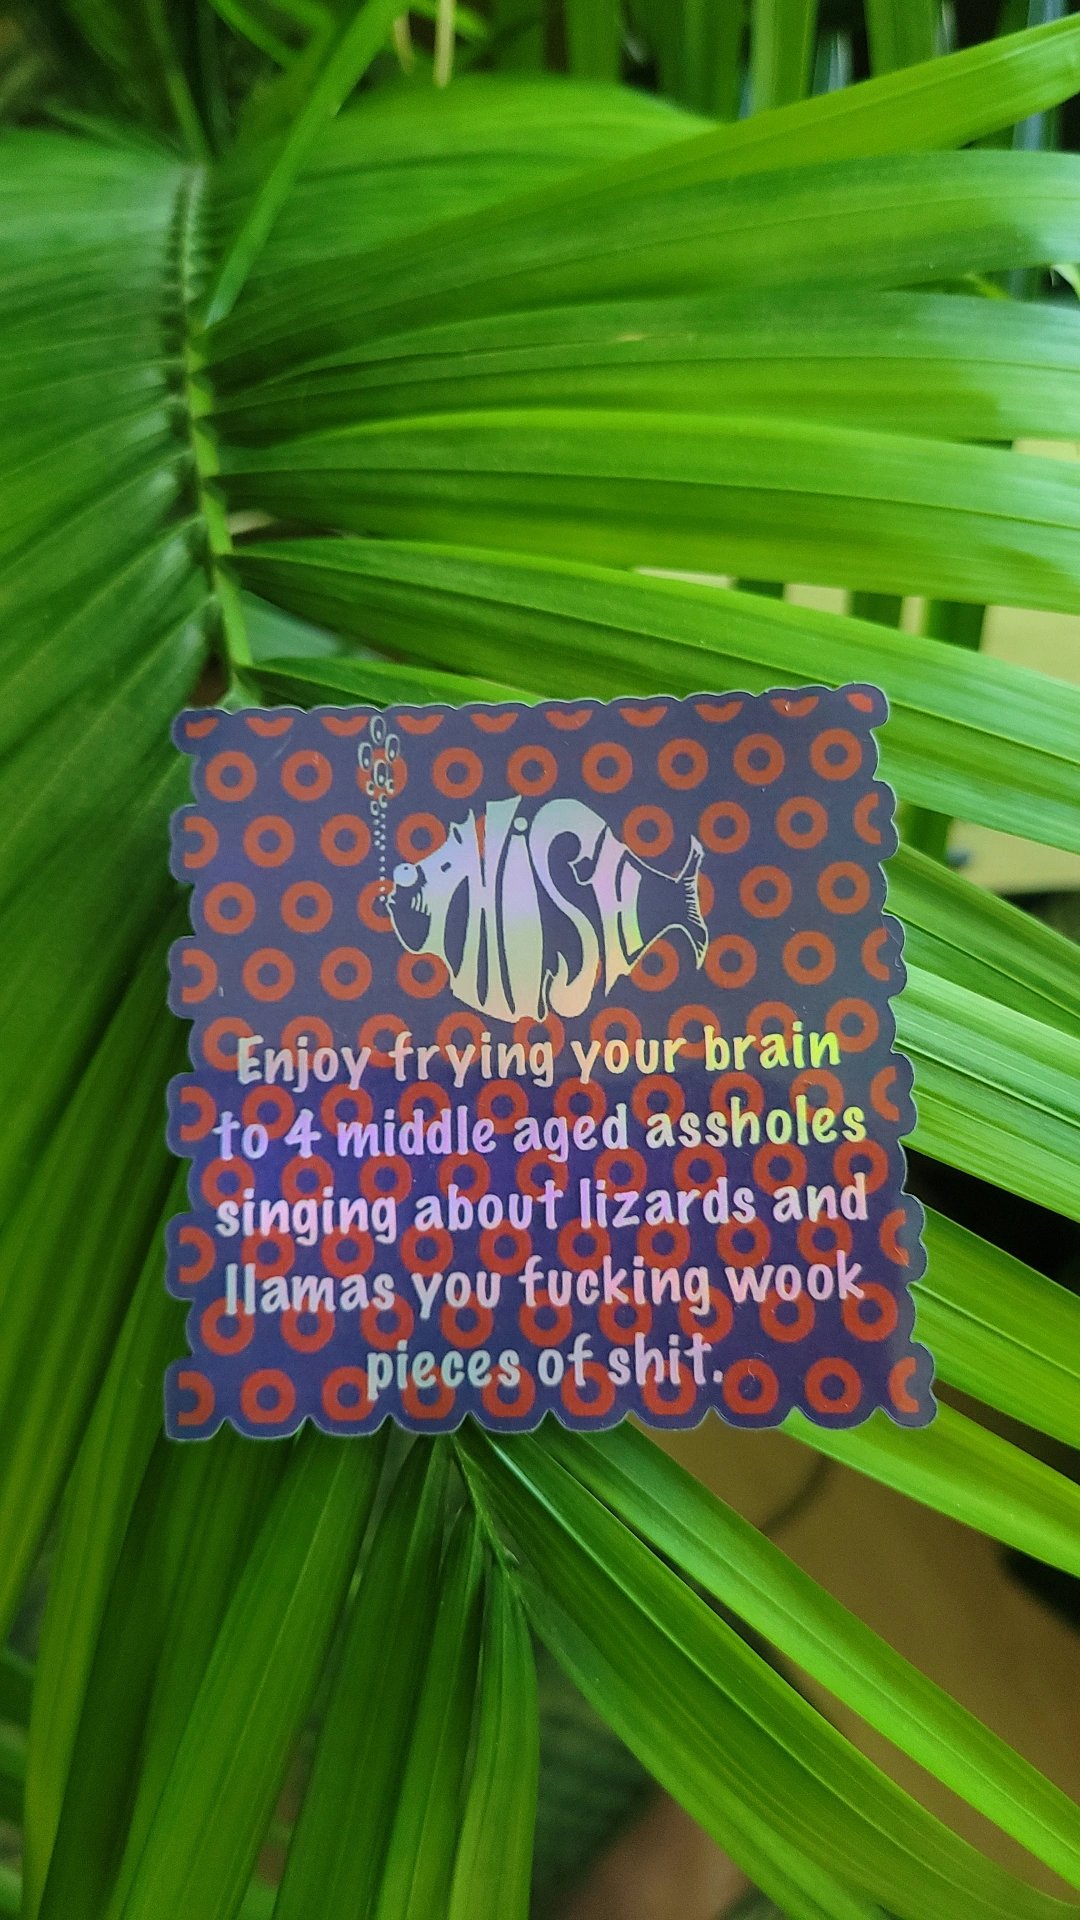 PHiSH
Enjoy frying your brain
to 4 middle aged assholes
singing about lizards and
llamas you fucking wook
pieces of shit.